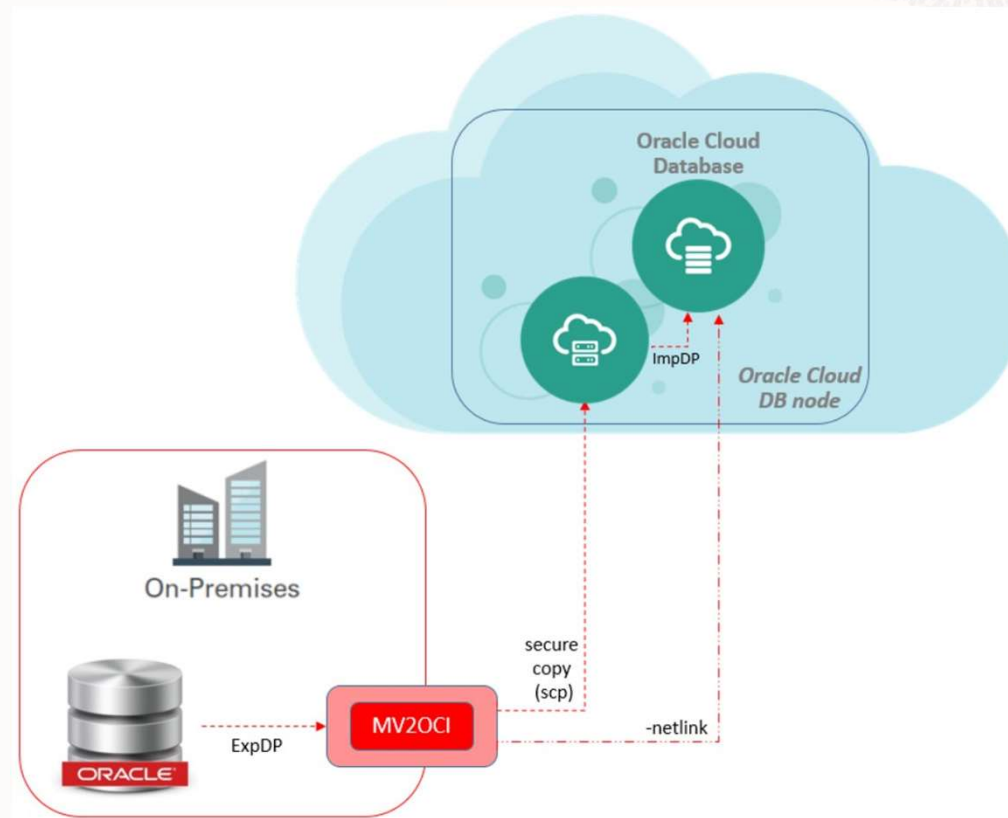 Oracle Cloud
Database
ImpDP
Oracle Cloud
DB node
On-Premises
secure
copy
(scp)
MV2OCI
-netlink
ExpDP
ORACLE